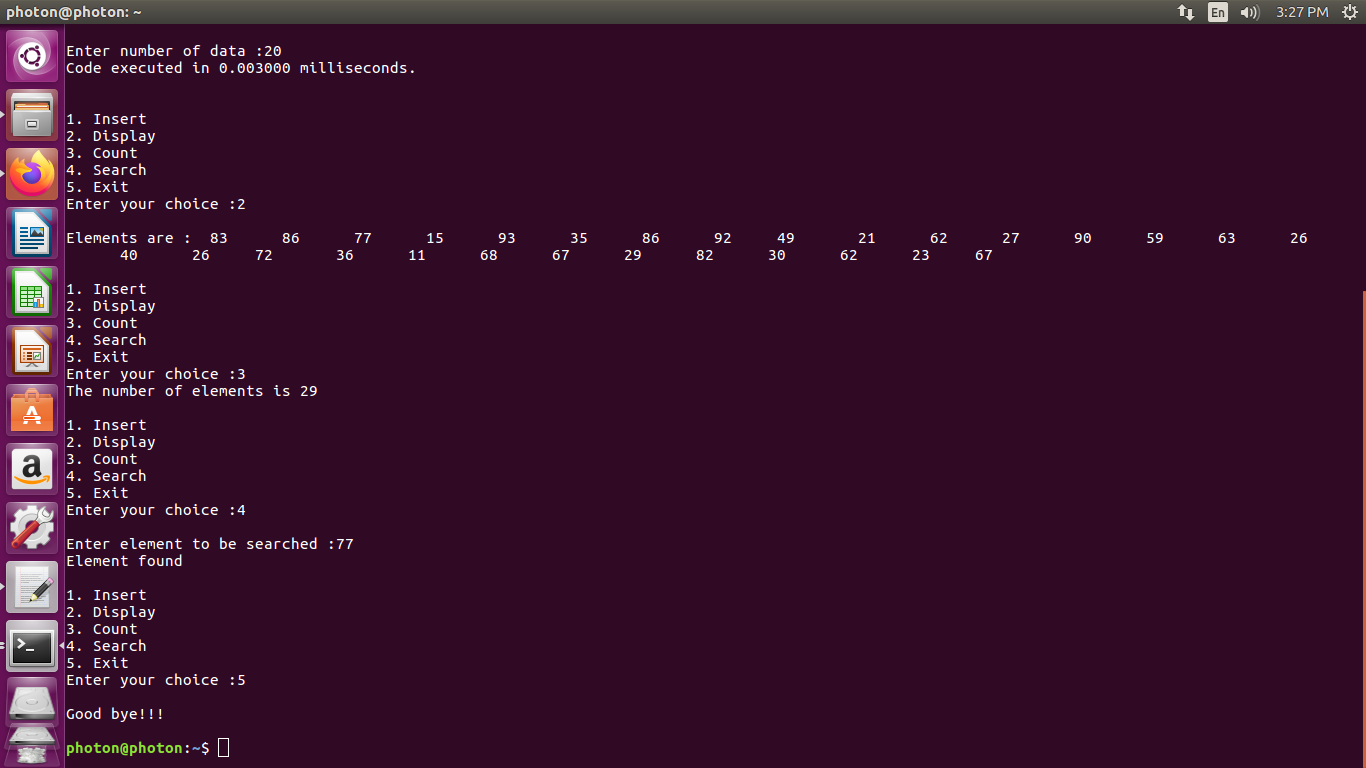 photon@photon: ~
En
3:27 PM
Enter number of data :20
Code executed in 0.003000 milliseconds.
1. Insert
2. Display
3. Count
4. Search
5. Exit
Enter your choice :2
Elements are : 83 86 77 15 93 35 86 92 49 21 62 27 90 59 63 26
40 26 72 36 11 68 67 29 82 30 62 23 67
1. Insert
2. Display
3. Count
4. Search
5. Exit
Enter your choice :3
The number of elements is 29
1. Insert
2. Display
3. Count
4. Search
5. Exit
Enter your choice :4
Enter element to be searched :77
Element found
1. Insert
2. Display
3. Count
4. Search
5. Exit
Enter your choice :5
Good bye!!!
photon@photon:~$